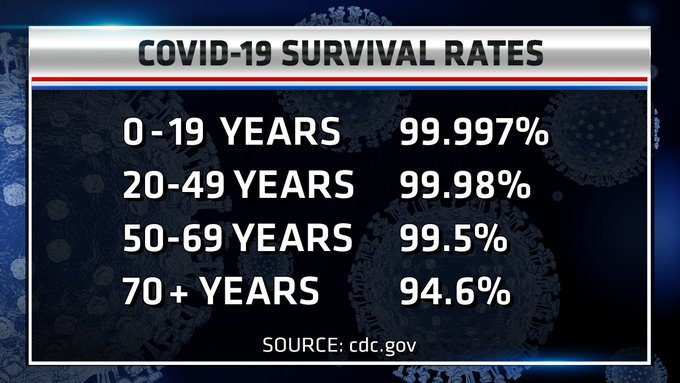 COVID-19 SURVIVAL RATES
0-19 YEARS 99.997%
20-49 YEARS 99.98%
50-69 YEARS 99.5%
70+ YEARS 94.6%
SOURCE: cdc.gov